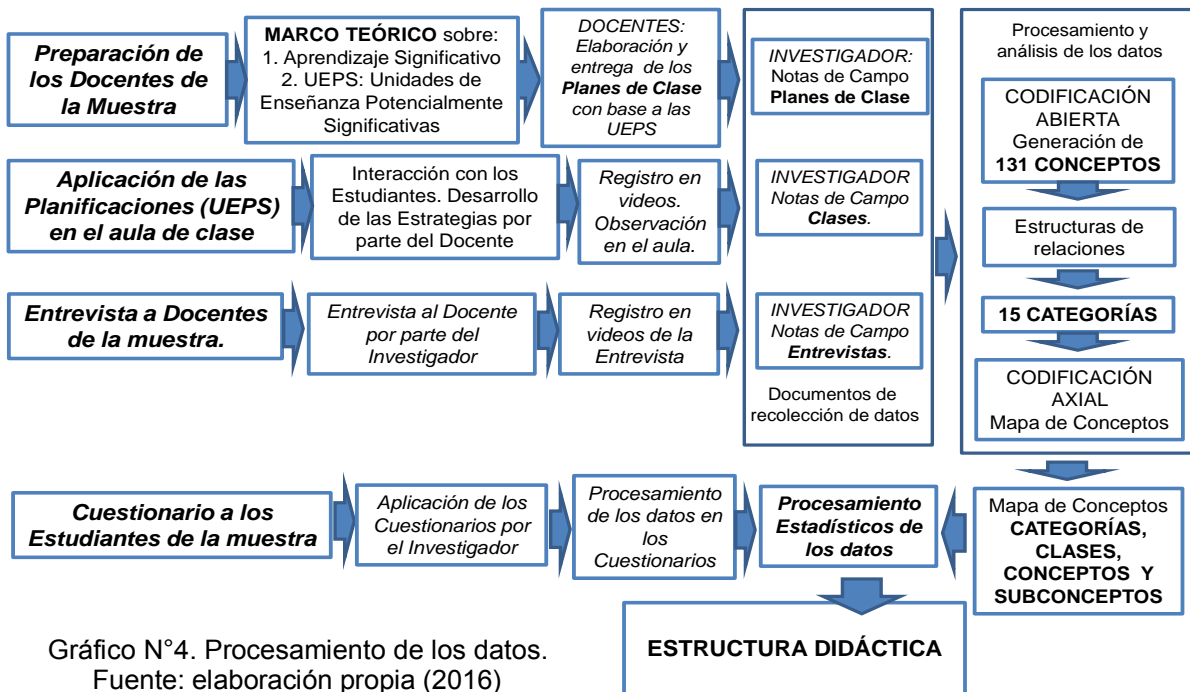 Preparación de
los Docentes de
la Muestra
MARCO TEÓRICO sobre:
1. Aprendizaje Significativo
2. UEPS: Unidades de
Enseñanza Potencialmente
Significativas
DOCENTES:
Elaboración y
entrega de los
Planes de Clase
con base a las
UEPS
INVESTIGADOR:
Notas de Campo
Planes de Clase
Aplicación de las
Planificaciones (UEPS)
en el aula de clase
Interacción con los
Estudiantes. Desarrollo
de las Estrategias por
parte del Docente
Registro en
videos.
Observación
en el aula.
INVESTIGADOR
Notas de Campo
Clases.
Entrevista a Docentes
de la muestra.
Entrevista al Docente
por parte del
Investigador
Registro en
videos de la
Entrevista
INVESTIGADOR
Notas de Campo
Entrevistas.
Documentos de
recolección de datos
Procesamiento y
análisis de los datos
CODIFICACIÓN
ABIERTA
Generación de
131 CONCEPTOS
Estructuras de
relaciones
15 CATEGORÍAS
CODIFICACIÓN
AXIAL
Mapa de Conceptos
Cuestionario a los
Estudiantes de la muestra
Aplicación de los
Cuestionarios por
el Investigador
Procesamiento
de los datos en
los
Cuestionarios
Procesamiento
Estadísticos de
los datos
Mapa de Conceptos
CATEGORÍAS,
CLASES,
CONCEPTOS Y
SUBCONCEPTOS
ESTRUCTURA DIDÁCTICA
Gráfico N°4. Procesamiento de los datos.
Fuente: elaboración propia (2016)